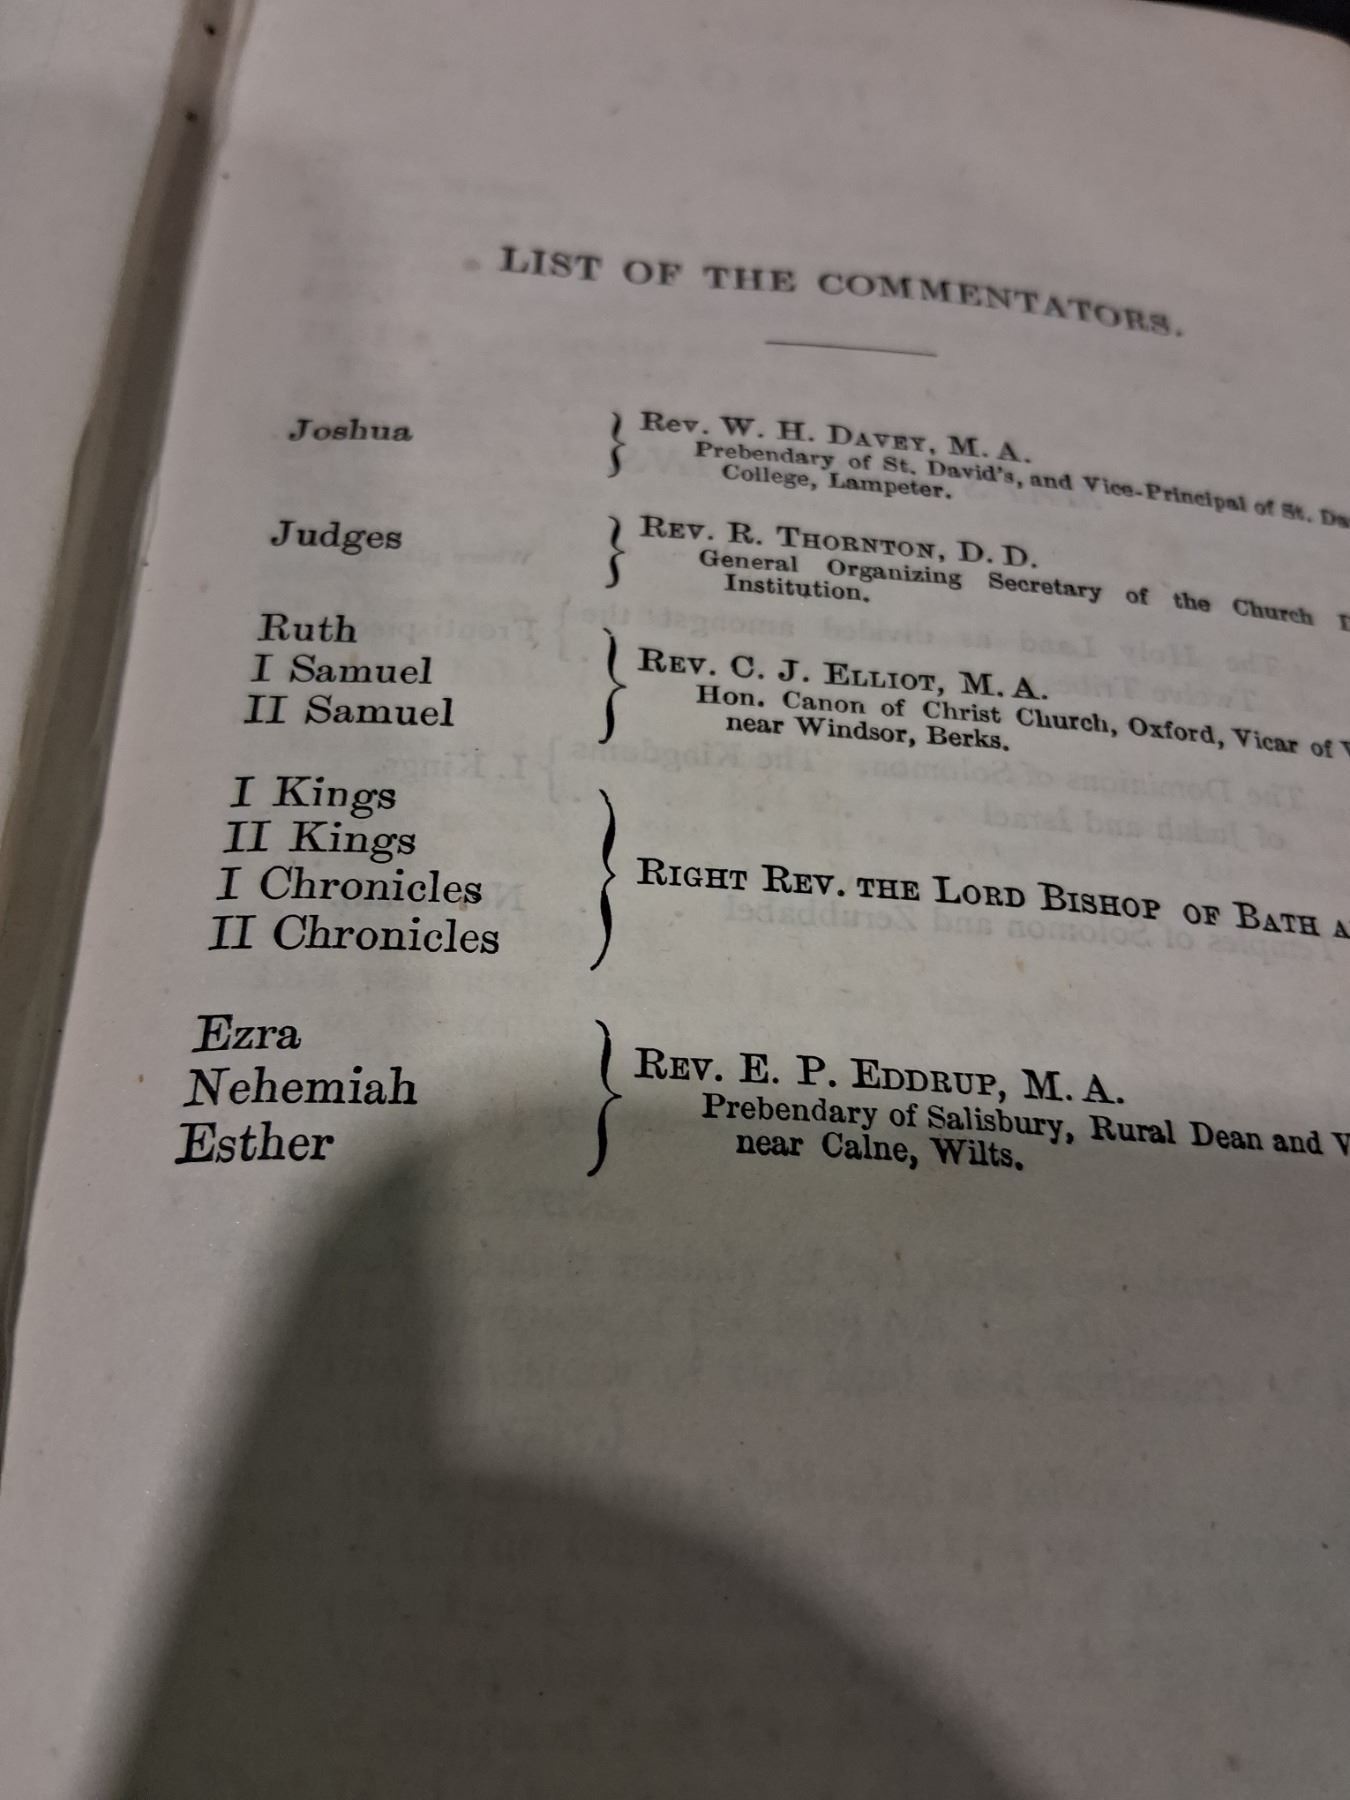 LIST OF THE COMMENTATORS.
Joshua } Rev. W. H. DAVEY, M. A.
Prebendary of St. David's, and Vice-Principal of St. Da
College, Lampeter.
Judges } REV. R. THORNTON, D. D.
General Organizing Secretary of the Church
Institution.
Ruth
I Samuel } REV. C. J. ELLIOT, M. A.
II Samuel Hon. Canon of Christ Church, Oxford, Vicar of
near Windsor, Berks.
I Kings
II Kings
I Chronicles } RIGHT REV. THE LORD BISHOP OF BATH A
II Chronicles
Ezra
Nehemiah } REV. E. P. EDDRUP, M. A.
Esther Prebendary of Salisbury, Rural Dean and V
near Calne, Wilts.